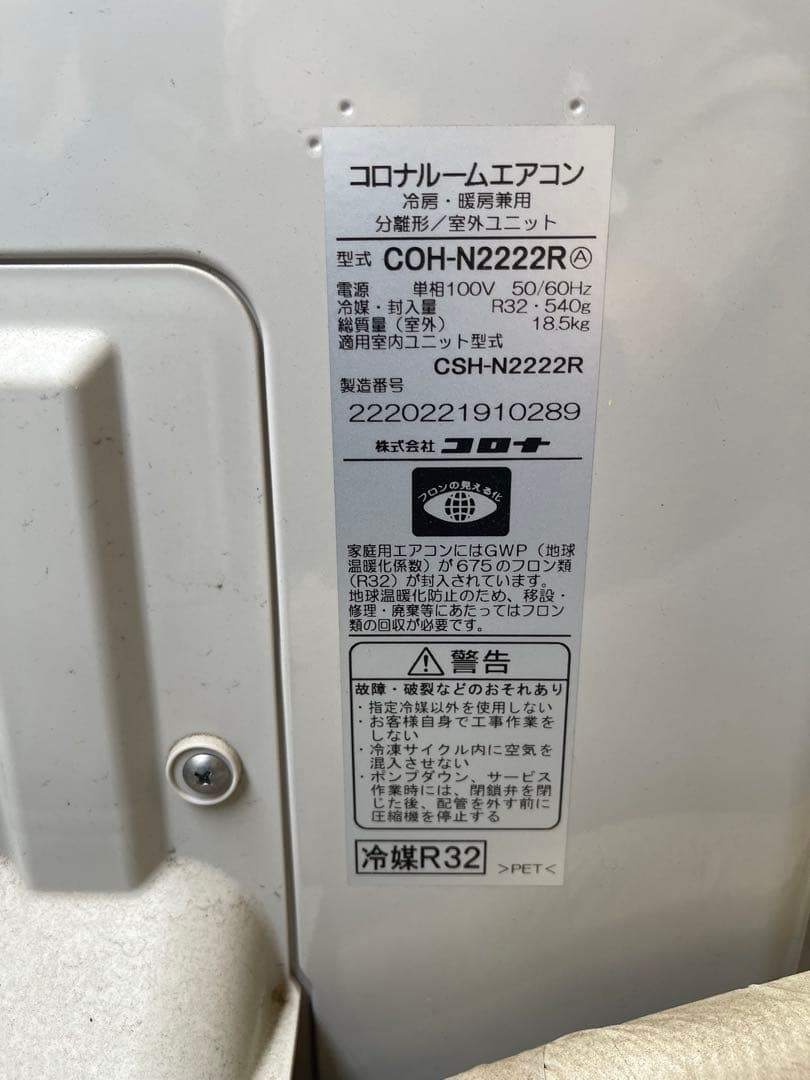 コロナルームエアコン
冷房・暖房兼用
分離形／室外ユニット
型式 COH-N2222RⒶ
電源 単相100V 50/60Hz
冷媒・封入量 R32・540g
総質量（室外） 18.5kg
適用室内ユニット型式
CSH-N2222R
製造番号
2220221910289
株式会社 コロナ
フロンの見える化
家庭用エアコンにはGWP（地球
温暖化係数）が675のフロン類
（R32）が封入されています。
地球温暖化防止のため、移設・
修理・廃棄等にあたってはフロン
類の回収が必要です。
警告
故障・破裂などのおそれあり
・指定冷媒以外を使用しない
・お客様自身で工事作業を
しない
・冷凍サイクル内に空気を
混入させない
・ポンプダウン、サービス
作業時には、閉鎖弁を閉
じた後、配管を外す前に
圧縮機を停止する
冷媒R32 >PET<